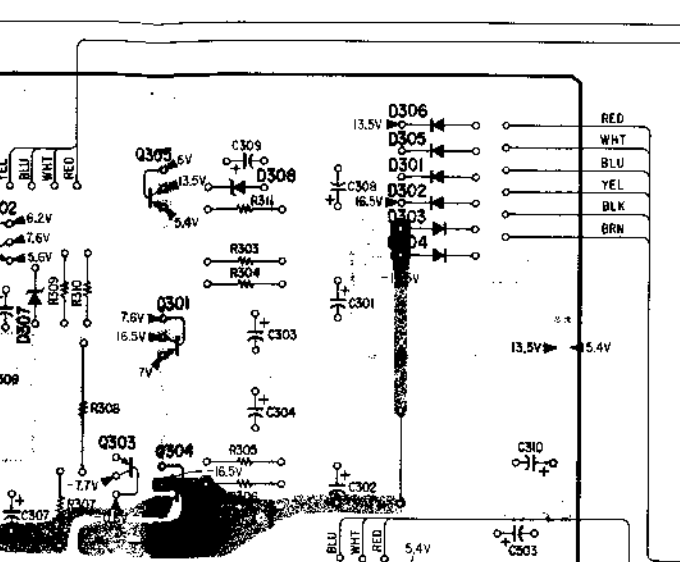 D306
13.5V
RED
D305
WHT
C309
Q305
6V
D301
BLU
YEL
BLU
WHT
RED
13.5V
D308
C308
D302
YEL
16.5V
R311
D303
BLK
02
6.2V
5.4V
BRN
7.6V
5.6V
R303
R304
R309
R310
Q301
C301
7.6V
D307
16.5V
C303
13.5V
5.4V
7V
R308
C304
Q303
Q304
R305
C310
-16.5V
-7.7V
C302
R307
C307
BLU
WHT
RED
5.4V
C503